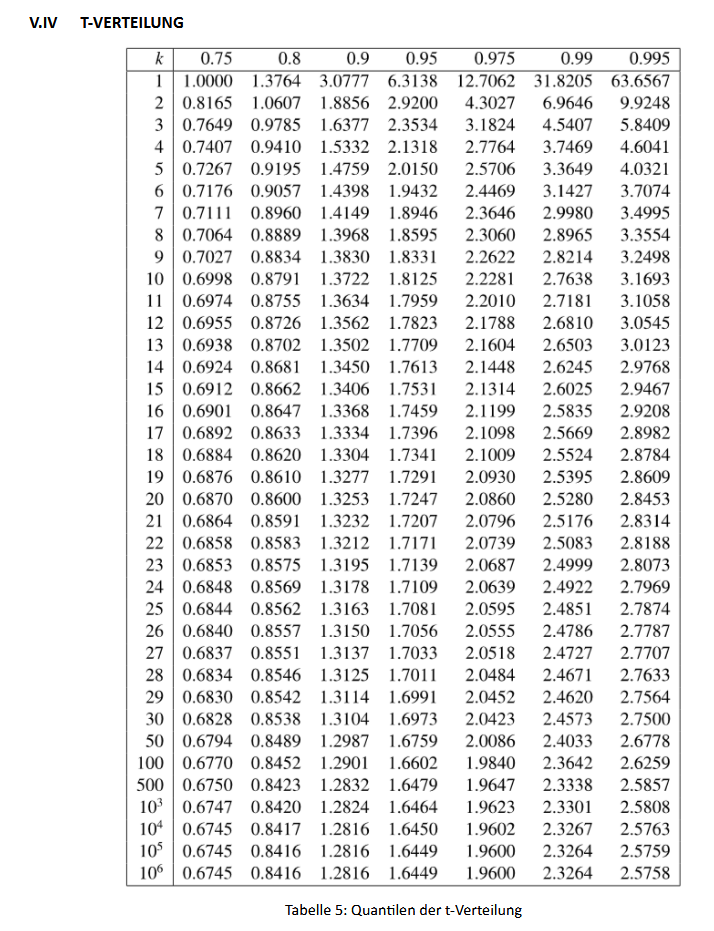 V.IV T-VERTEILUNG
k 0.75 0.8 0.9 0.95 0.975 0.99 0.995
1 1.0000 1.3764 3.0777 6.3138 12.7062 31.8205 63.6567
2 0.8165 1.0607 1.8856 2.9200 4.3027 6.9646 9.9248
3 0.7649 0.9785 1.6377 2.3534 3.1824 4.5407 5.8409
4 0.7407 0.9410 1.5332 2.1318 2.7764 3.7469 4.6041
5 0.7267 0.9195 1.4759 2.0150 2.5706 3.3649 4.0321
6 0.7176 0.9057 1.4398 1.9432 2.4469 3.1427 3.7074
7 0.7111 0.8960 1.4149 1.8946 2.3646 2.9980 3.4995
8 0.7064 0.8889 1.3968 1.8595 2.3060 2.8965 3.3554
9 0.7027 0.8834 1.3830 1.8331 2.2622 2.8214 3.2498
10 0.6998 0.8791 1.3722 1.8125 2.2281 2.7638 3.1693
11 0.6974 0.8755 1.3634 1.7959 2.2010 2.7181 3.1058
12 0.6955 0.8726 1.3562 1.7823 2.1788 2.6810 3.0545
13 0.6938 0.8702 1.3502 1.7709 2.1604 2.6503 3.0123
14 0.6924 0.8681 1.3450 1.7613 2.1448 2.6245 2.9768
15 0.6912 0.8662 1.3406 1.7531 2.1314 2.6025 2.9467
16 0.6901 0.8647 1.3368 1.7459 2.1199 2.5835 2.9208
17 0.6892 0.8633 1.3334 1.7396 2.1098 2.5669 2.8982
18 0.6884 0.8620 1.3304 1.7341 2.1009 2.5524 2.8784
19 0.6876 0.8610 1.3277 1.7291 2.0930 2.5395 2.8609
20 0.6870 0.8600 1.3253 1.7247 2.0860 2.5280 2.8453
21 0.6864 0.8591 1.3232 1.7207 2.0796 2.5176 2.8314
22 0.6858 0.8583 1.3212 1.7171 2.0739 2.5083 2.8188
23 0.6853 0.8575 1.3195 1.7139 2.0687 2.4999 2.8073
24 0.6848 0.8569 1.3178 1.7109 2.0639 2.4922 2.7969
25 0.6844 0.8562 1.3163 1.7081 2.0595 2.4851 2.7874
26 0.6840 0.8557 1.3150 1.7056 2.0555 2.4786 2.7787
27 0.6837 0.8551 1.3137 1.7033 2.0518 2.4727 2.7707
28 0.6834 0.8546 1.3125 1.7011 2.0484 2.4671 2.7633
29 0.6830 0.8542 1.3114 1.6991 2.0452 2.4620 2.7564
30 0.6828 0.8538 1.3104 1.6973 2.0423 2.4573 2.7500
50 0.6794 0.8489 1.2987 1.6759 2.0086 2.4033 2.6778
100 0.6770 0.8452 1.2901 1.6602 1.9840 2.3642 2.6259
500 0.6750 0.8423 1.2832 1.6479 1.9647 2.3338 2.5857
10³ 0.6747 0.8420 1.2824 1.6464 1.9623 2.3301 2.5808
10⁴ 0.6745 0.8417 1.2816 1.6450 1.9602 2.3267 2.5763
10⁵ 0.6745 0.8416 1.2816 1.6449 1.9600 2.3264 2.5759
10⁶ 0.6745 0.8416 1.2816 1.6449 1.9600 2.3264 2.5758
Tabelle 5: Quantilen der t-Verteilung